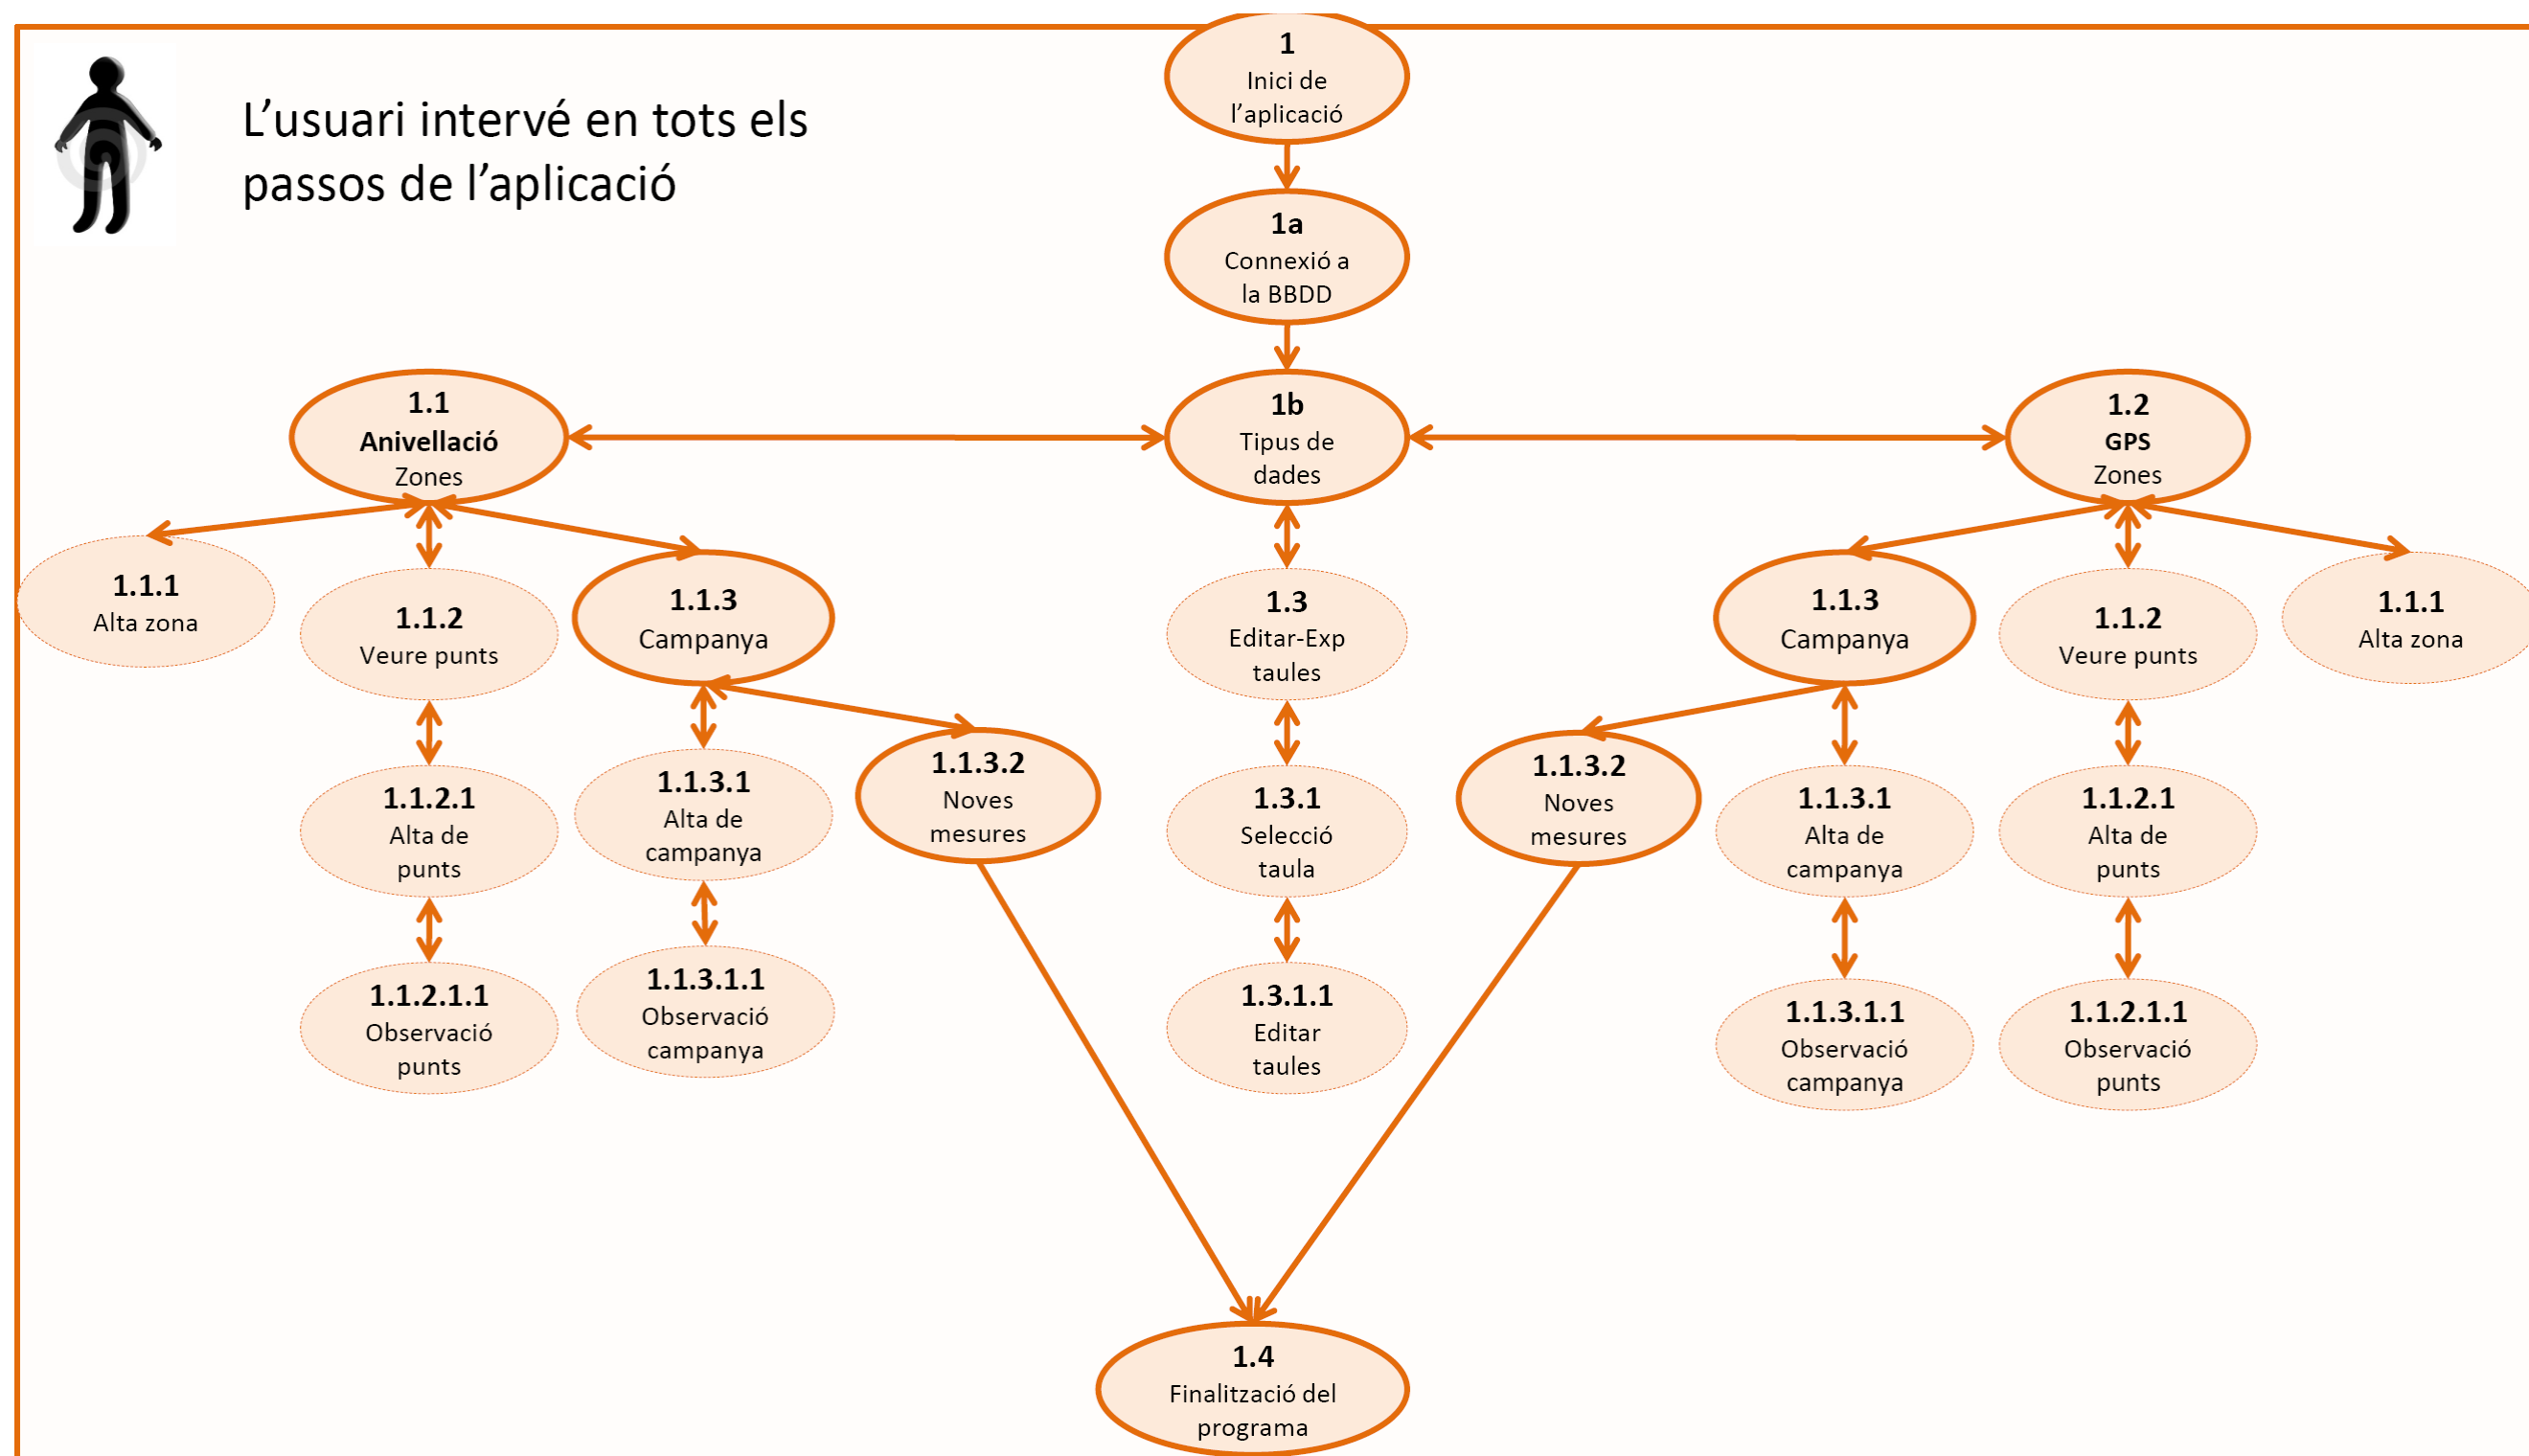 L’usuari intervé en tots els
passos de l’aplicació
1
Inici de
l’aplicació
1a
Connexió a
la BBDD
1.1
Anivellació
Zones
1b
Tipus de
dades
1.2
GPS
Zones
1.1.1
Alta zona
1.1.2
Veure punts
1.1.3
Campanya
1.3
Editar-Exp
taules
1.1.3
Campanya
1.1.2
Veure punts
1.1.1
Alta zona
1.1.2.1
Alta de
punts
1.1.3.1
Alta de
campanya
1.1.3.2
Noves
mesures
1.3.1
Selecció
taula
1.1.3.2
Noves
mesures
1.1.3.1
Alta de
campanya
1.1.2.1
Alta de
punts
1.1.2.1.1
Observació
punts
1.1.3.1.1
Observació
campanya
1.3.1.1
Editar
taules
1.1.3.1.1
Observació
campanya
1.1.2.1.1
Observació
punts
1.4
Finalització del
programa